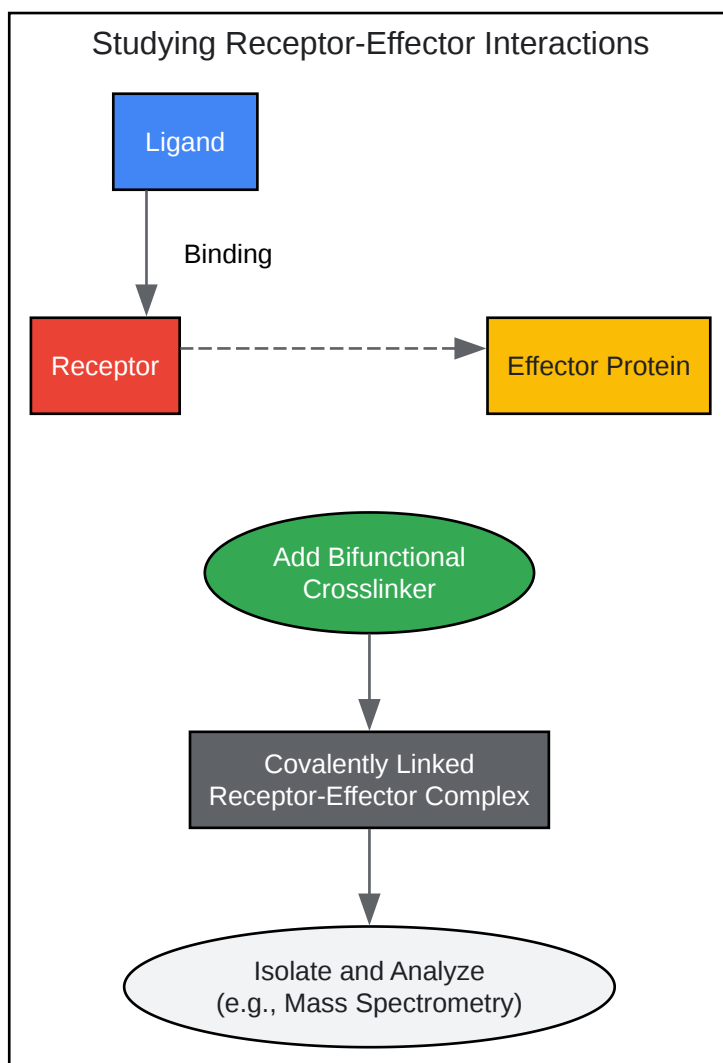 Studying Receptor-Effector Interactions
Ligand
Binding
Receptor
Effector Protein
Add Bifunctional
Crosslinker
Covalently Linked
Receptor-Effector Complex
Isolate and Analyze
(e.g., Mass Spectrometry)